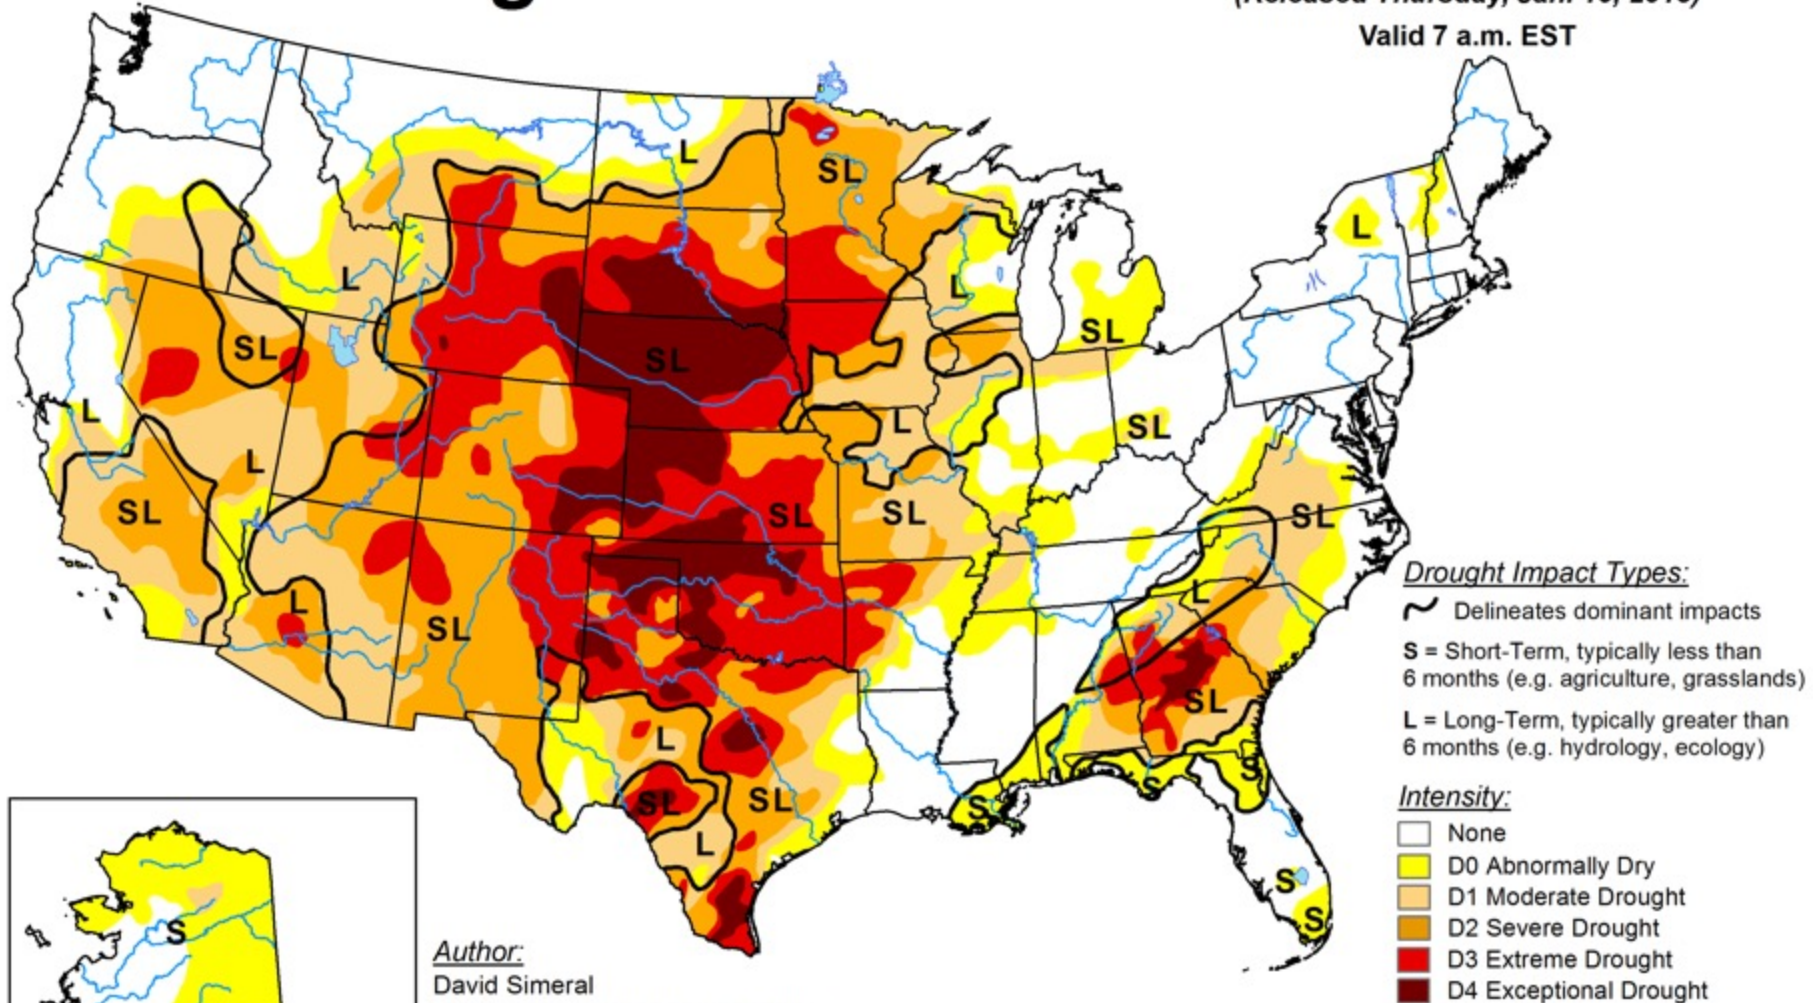 Valid 7 a.m. EST
L
SL
L
L
L
SL
SL
SL
L
L
SL
L
SL
SL
SL
SL
SL
L
L
SL
SL
L
S
S
SL
SL
S
L
S
S
S
Drought Impact Types:
Delineates dominant impacts
S = Short-Term, typically less than
6 months (e.g. agriculture, grasslands)
L = Long-Term, typically greater than
6 months (e.g. hydrology, ecology)
Intensity:
None
D0 Abnormally Dry
D1 Moderate Drought
D2 Severe Drought
D3 Extreme Drought
D4 Exceptional Drought
Author:
David Simeral